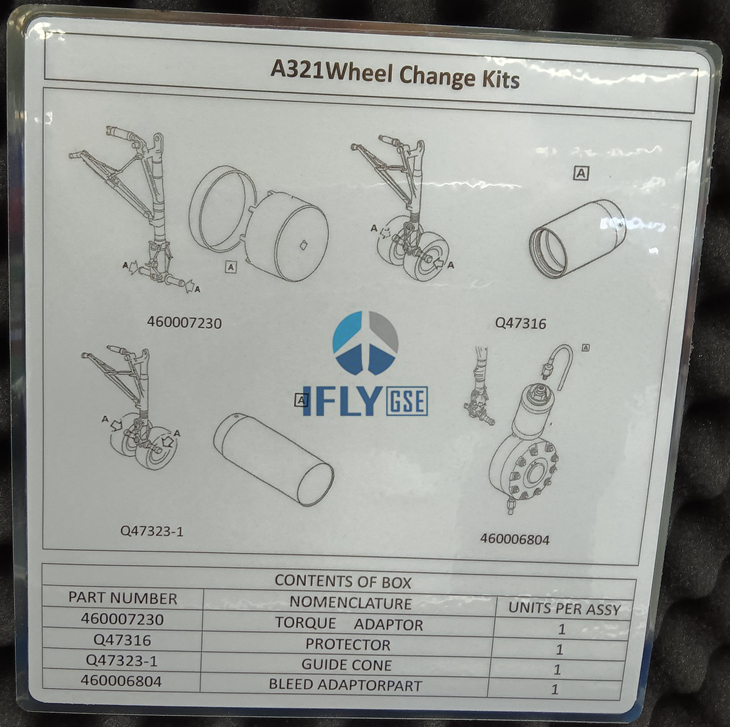 A321Wheel Change Kits
A
A
A
A
A
A
460007230
Q47316
A
A
A
A
IFLY GSE
Q47323-1
460006804
CONTENTS OF BOX
PART NUMBER NOMENCLATURE UNITS PER ASSY
460007230 TORQUE ADAPTOR 1
Q47316 PROTECTOR 1
Q47323-1 GUIDE CONE 1
460006804 BLEED ADAPTORPART 1